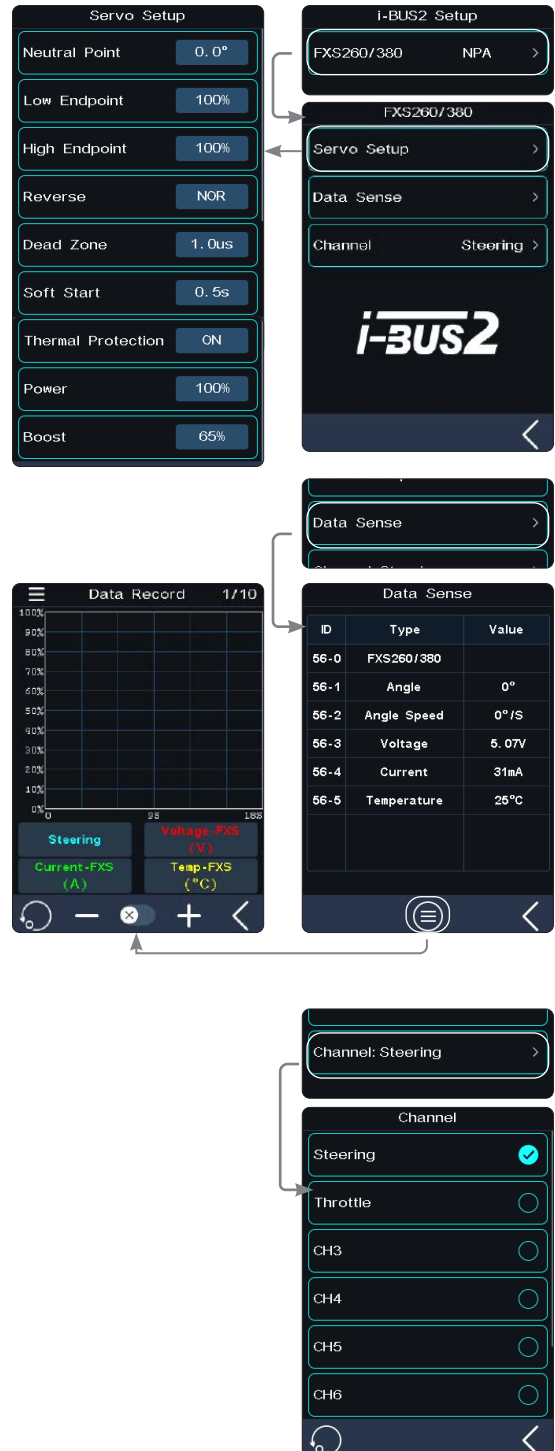 Servo Setup
Neutral Point 0.0°
Low Endpoint 100%
High Endpoint 100%
Reverse NOR
Dead Zone 1.0us
Soft Start 0.5s
Thermal Protection ON
Power 100%
Boost 65%
i-BUS2 Setup
FXS260/380 NPA >
FXS260/380
Servo Setup >
Data Sense >
Channel Steering >
i-BUS2
Data Sense >
Data Sense
ID Type Value
56-0 FXS260/380
56-1 Angle 0°
56-2 Angle Speed 0°/S
56-3 Voltage 5.07V
56-4 Current 31mA
56-5 Temperature 25°C
Data Record 1/10
100%
90%
80%
70%
60%
50%
40%
30%
20%
10%
0%
0 9S 18S
Steering
Voltage-FXS
(V)
Current-FXS
(A)
Temp-FXS
(°C)
Channel: Steering >
Channel
Steering
Throttle
CH3
CH4
CH5
CH6